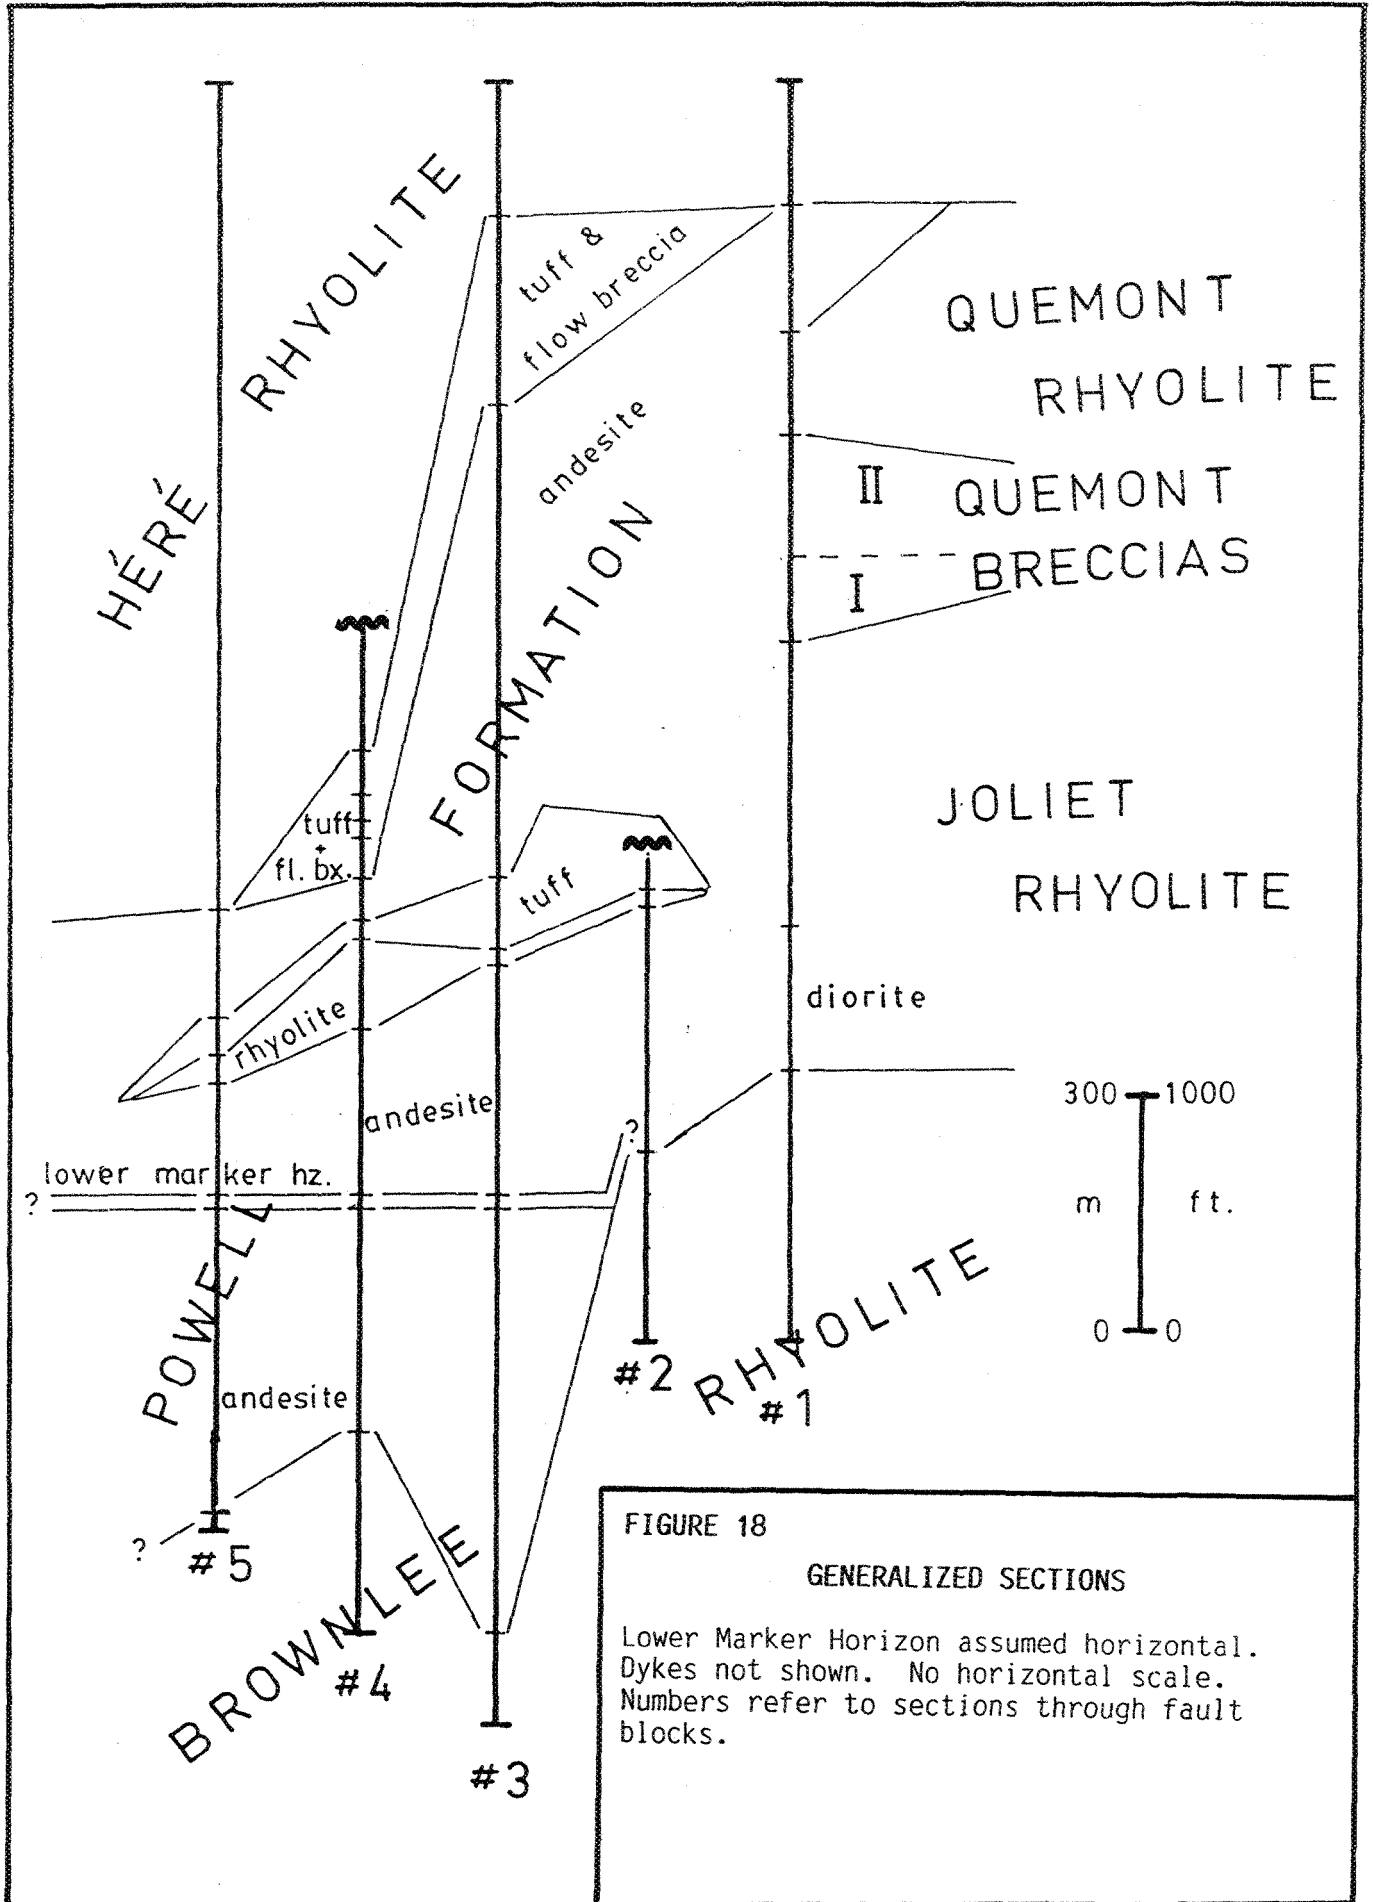 HÉRÉ RHYOLITE
tuff &
flow breccia
andesite
QUEMONT
RHYOLITE
II
QUEMONT
BRECCIAS
I
POWELL FORMATION
tuff
+
fl. bx.
tuff
JOLIET
RHYOLITE
rhyolite
diorite
andesite
300
1000
m
ft.
0
0
?
lower marker hz.
?
andesite
?
#2
#1
#5
#4
#3
BROWNLEE RHYOLITE
FIGURE 18
GENERALIZED SECTIONS
Lower Marker Horizon assumed horizontal.
Dykes not shown. No horizontal scale.
Numbers refer to sections through fault
blocks.